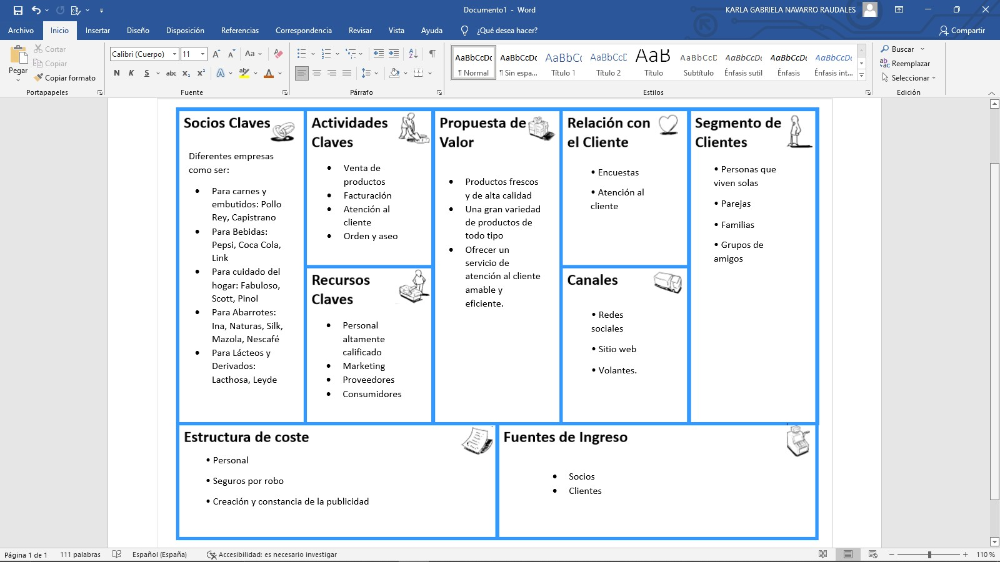 Documento1 - Word
KARLA GABRIELA NAVARRO RAUDALES
Archivo Inicio Insertar Diseño Disposición Referencias Correspondencia Revisar Vista Ayuda ¿Qué desea hacer? Compartir
Pegar
Cortar
Copiar
Copiar formato
Portapapeles
Calibri (Cuerpo) 11
N K S abc x₂ x²
Fuente
Párrafo
AaBbCcDc AaBbCcDc AaBbCc AaBbCcD AaB AaBbCcD AaBbCcDc AaBbCcDc AaBbCcDc
¶ Normal ¶ Sin espa... Título 1 Título 2 Título Subtítulo Énfasis sutil Énfasis Énfasis int...
Estilos
Buscar
Reemplazar
Seleccionar
Edición
Socios Claves
Diferentes empresas
como ser:
• Para carnes y
embutidos: Pollo
Rey, Capistrano
• Para Bebidas:
Pepsi, Coca Cola,
Link
• Para cuidado del
hogar: Fabuloso,
Scott, Pinol
• Para Abarrotes:
Ina, Naturas, Silk,
Mazola, Nescafé
• Para Lácteos y
Derivados:
Lacthosa, Leyde
Actividades
Claves
• Venta de
productos
• Facturación
• Atención al
cliente
• Orden y aseo
Recursos
Claves
• Personal
altamente
calificado
• Marketing
• Proveedores
• Consumidores
Propuesta de
Valor
• Productos frescos
y de alta calidad
• Una gran variedad
de productos de
todo tipo
• Ofrecer un
servicio de
atención al cliente
amable y
eficiente.
Relación con
el Cliente
• Encuestas
• Atención al
cliente
Canales
• Redes
sociales
• Sitio web
• Volantes.
Segmento de
Clientes
• Personas que
viven solas
• Parejas
• Familias
• Grupos de
amigos
Estructura de coste
• Personal
• Seguros por robo
• Creación y constancia de la publicidad
Fuentes de Ingreso
• Socios
• Clientes
Página 1 de 1 111 palabras Español (España) Accesibilidad: es necesario investigar 110 %